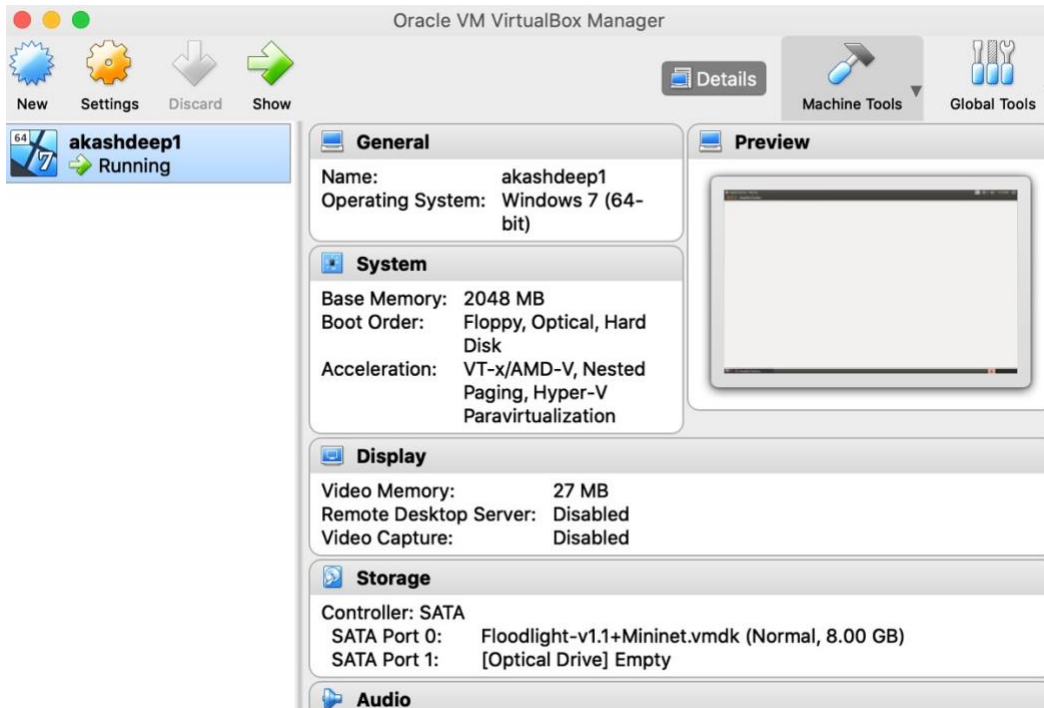 Oracle VM VirtualBox Manager
New Settings Discard Show
Details
Machine Tools
Global Tools
64
7
akashdeep1
Running
General
Name: akashdeep1
Operating System: Windows 7 (64-
bit)
Preview
System
Base Memory: 2048 MB
Boot Order: Floppy, Optical, Hard
Disk
Acceleration: VT-x/AMD-V, Nested
Paging, Hyper-V
Paravirtualization
Display
Video Memory: 27 MB
Remote Desktop Server: Disabled
Video Capture: Disabled
Storage
Controller: SATA
SATA Port 0: Floodlight-v1.1+Mininet.vmdk (Normal, 8.00 GB)
SATA Port 1: [Optical Drive] Empty
Audio